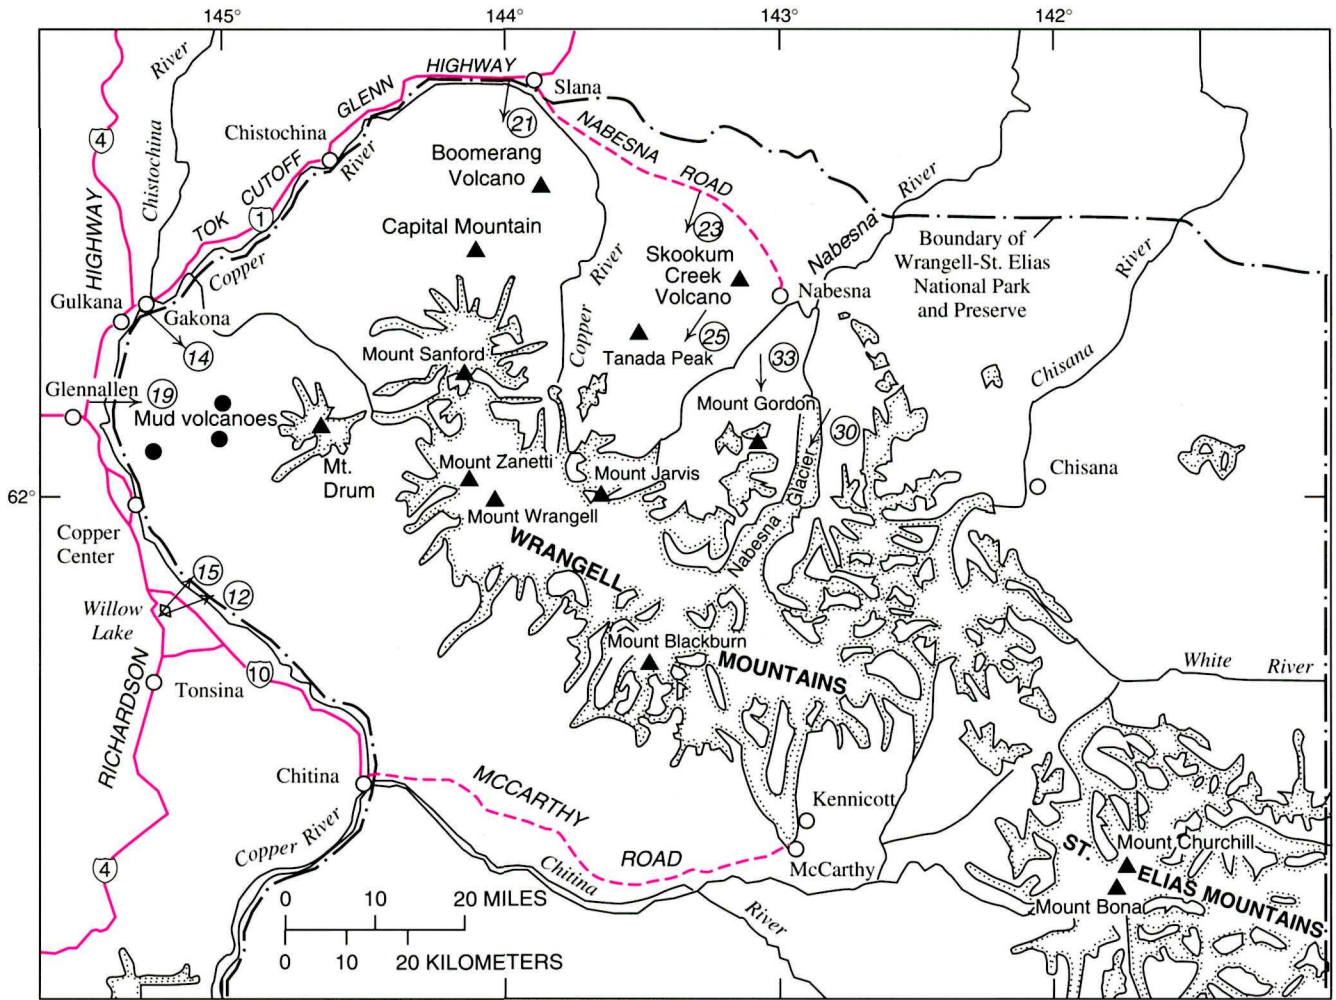 145°
144°
143°
142°
River
HIGHWAY
GLENN
Slana
4
Chistochina
Chistochina
River
21
NABESNA
ROAD
Boomerang
Volcano
CUTOFF
TOK
1
HIGHWAY
Capital Mountain
23
Nabesna
River
Boundary of
Wrangell-St. Elias
National Park
and Preserve
River
Skookum
Creek
Volcano
Copper
River
Nabesna
Gulkana
Gakona
14
Copper
25
Tanada Peak
33
Chisana
Mount Sanford
Glennallen
19
Mud volcanoes
Mount Gordon
30
Mt.
Drum
Mount Zanetti
Mount Jarvis
Glacier
Nabesna
Chisana
62°
Mount Wrangell
Copper
Center
WRANGELL
15
12
Willow
Lake
Mount Blackburn
MOUNTAINS
White
River
RICHARDSON
Tonsina
10
Chitina
MCCARTHY
ROAD
Kennicott
McCarthy
Copper River
Chitina
River
ST.
ELIAS MOUNTAINS
Mount Churchill
Mount Bona
4
0 10 20 MILES
0 10 20 KILOMETERS